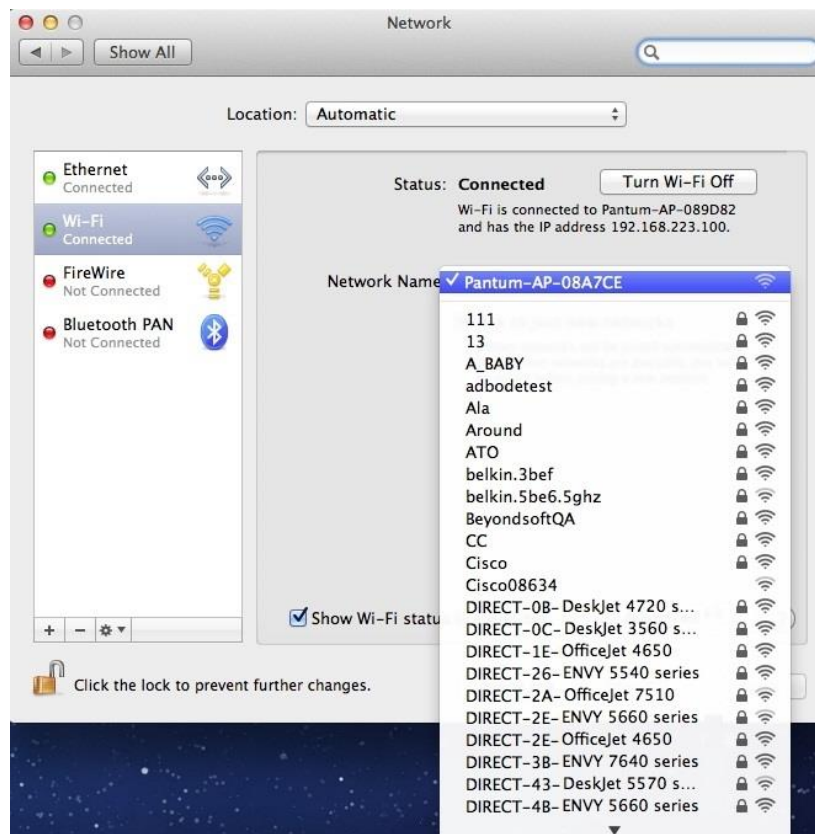 Network
Show All
Location: Automatic
Ethernet
Connected
Wi-Fi
Connected
FireWire
Not Connected
Bluetooth PAN
Not Connected
Status: Connected
Turn Wi-Fi Off
Wi-Fi is connected to Pantum-AP-089D82
and has the IP address 192.168.223.100.
Network Name
Pantum-AP-08A7CE
111
13
A_BABY
adbodetest
Ala
Around
ATO
belkin.3bef
belkin.5be6.5ghz
BeyondsoftQA
CC
Cisco
Cisco08634
DIRECT-0B-DeskJet 4720 s...
DIRECT-0C-DeskJet 3560 s...
DIRECT-1E-OfficeJet 4650
DIRECT-26-ENVY 5540 series
DIRECT-2A-OfficeJet 7510
DIRECT-2E-ENVY 5660 series
DIRECT-2E-OfficeJet 4650
DIRECT-3B-ENVY 7640 series
DIRECT-43-DeskJet 5570 s...
DIRECT-4B-ENVY 5660 series
Show Wi-Fi statu
Click the lock to prevent further changes.